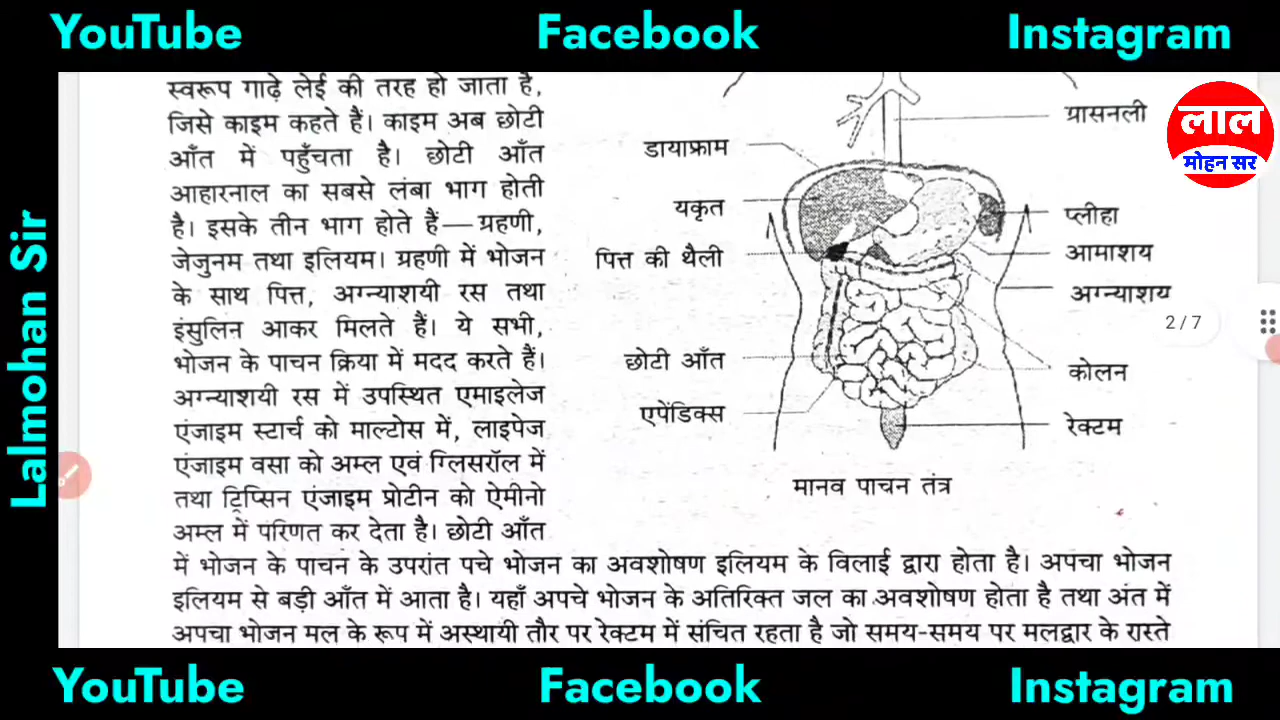 YouTube
Facebook
Instagram
स्वरूप गाढ़े लेई की तरह हो जाता है,
जिसे काइम कहते हैं। काइम अब छोटी
आँत में पहुँचता है। छोटी आँत
आहारनाल का सबसे लंबा भाग होती
है। इसके तीन भाग होते हैं—ग्रहणी,
जेजुनम तथा इलियम। ग्रहणी में भोजन
के साथ पित्त, अग्न्याशयी रस तथा
इंसुलिन आकर मिलते हैं। ये सभी,
भोजन के पाचन क्रिया में मदद करते हैं।
अग्न्याशयी रस में उपस्थित एमाइलेज
एंजाइम स्टार्च को माल्टोस में, लाइपेज
एंजाइम वसा को अम्ल एवं ग्लिसरॉल में
तथा ट्रिप्सिन एंजाइम प्रोटीन को ऐमीनो
अम्ल में परिणत कर देता है। छोटी आँत
में भोजन के पाचन के उपरांत पचे भोजन का अवशोषण इलियम के विलाई द्वारा होता है। अपचा भोजन
इलियम से बड़ी आँत में आता है। यहाँ अपचे भोजन के अतिरिक्त जल का अवशोषण होता है तथा अंत में
अपचा भोजन मल के रूप में अस्थायी तौर पर रेक्टम में संचित रहता है जो समय-समय पर मलद्वार के रास्ते
डायाफ्राम
यकृत
पित्त की थैली
छोटी आँत
एपेंडिक्स
ग्रासनली
प्लीहा
आमाशय
अग्न्याशय
कोलन
रेक्टम
मानव पाचन तंत्र
2/7
लाल
मोहन सर
Lalmohan Sir
YouTube
Facebook
Instagram